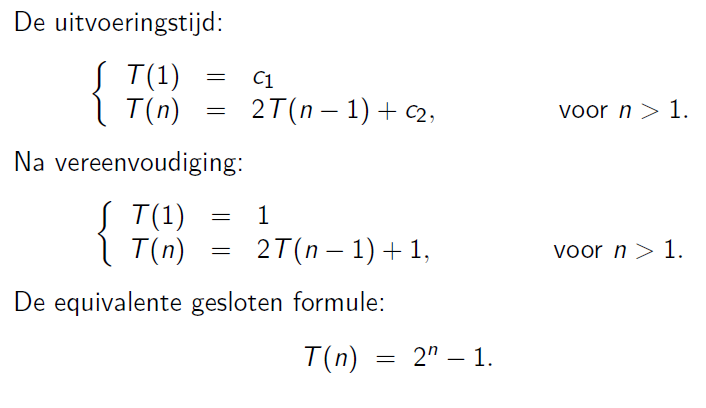 De uitvoeringstijd:
T(1) = c₁
T(n) = 2T(n − 1) + c₂, voor n > 1.
Na vereenvoudiging:
T(1) = 1
T(n) = 2T(n − 1) + 1, voor n > 1.
De equivalente gesloten formule:
T(n) = 2ⁿ − 1.